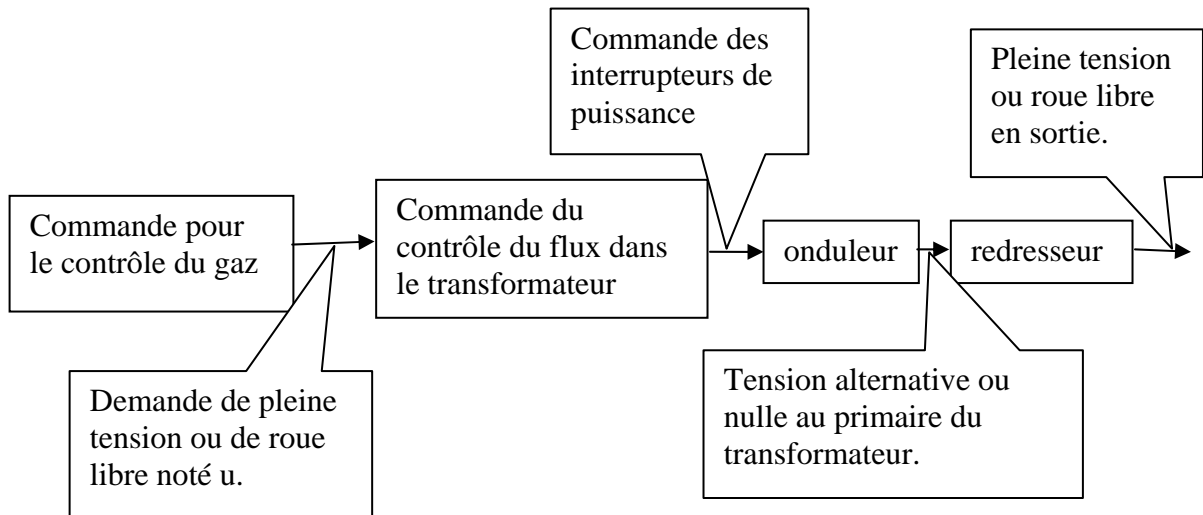 Commande des
interrupteurs de
puissance
Pleine tension
ou roue libre
en sortie.
Commande pour
le contrôle du gaz
Commande du
contrôle du flux dans
le transformateur
onduleur
redresseur
Demande de pleine
tension ou de roue
libre noté u.
Tension alternative ou
nulle au primaire du
transformateur.